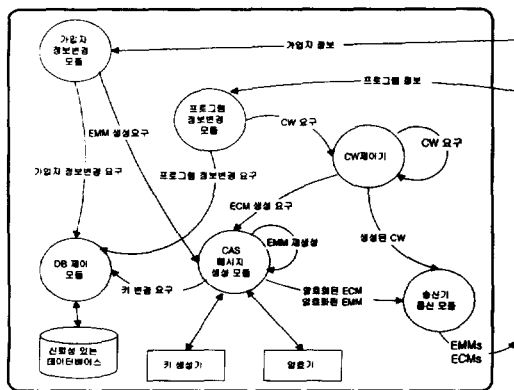 가입자
정보변경
모듈
가입자 정보
프로그램 정보
프로그램
정보변경
모듈
CW 요구
CW제어기
CW 요구
EMM 생성요구
가입자 정보변경 요구
프로그램 정보변경 요구
ECM 생성 요구
EMM 재생성
생성된 CW
DB 제어
모듈
CAS
메시지
생성 모듈
키 변경 요구
암호화된 ECM
암호화된 EMM
송신기
통신 모듈
신뢰성 있는
데이터베이스
키 생성기
암호기
EMMs
ECMs